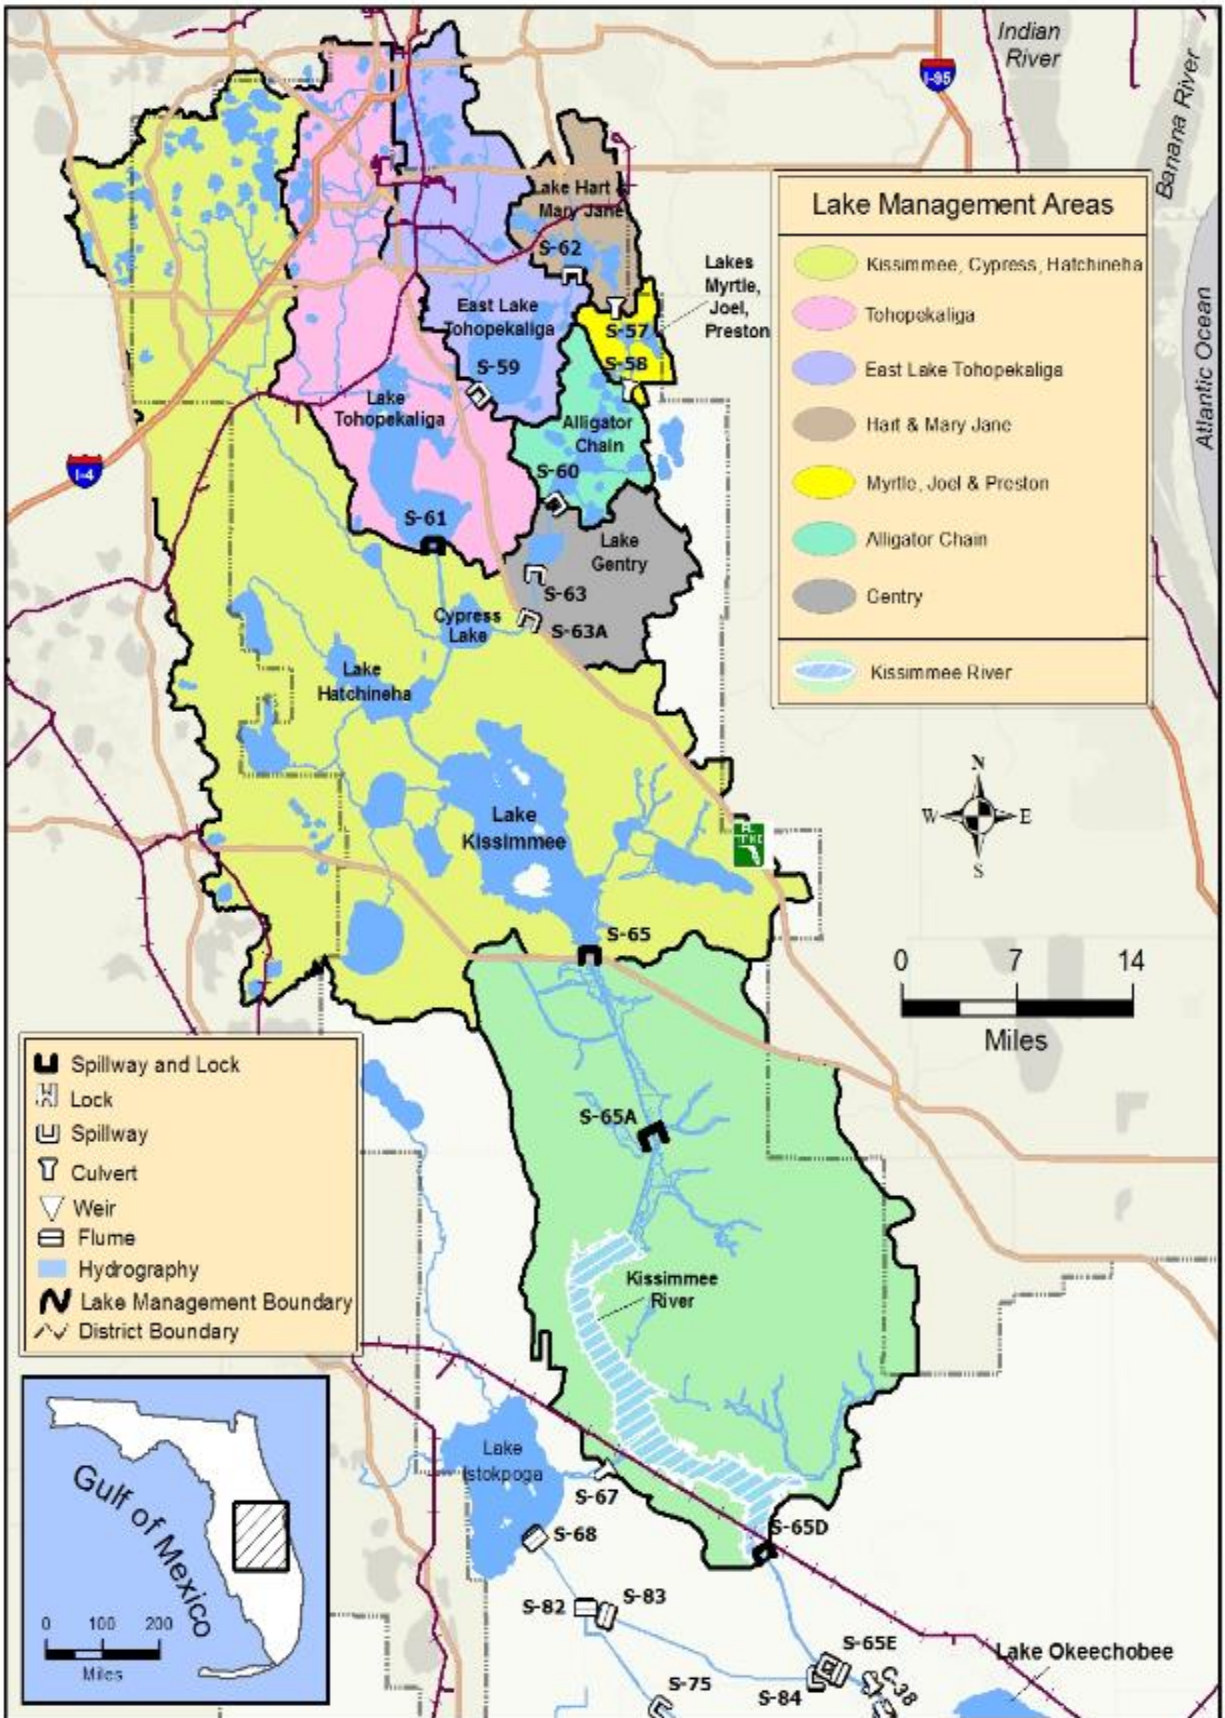 Indian
River
I-95
Banana River
Atlantic Ocean
Lake Hart
Mary Jane
S-62
Lakes
Myrtle,
Joel,
Preston
East Lake
Tohopekaliga
S-57
S-58
S-59
Lake
Tohopekaliga
Alligator
Chain
S-60
I-4
S-61
Lake
Gentry
S-63
S-63A
Cypress
Lake
Lake
Hatchineha
Lake
Kissimmee
S-65
S-65A
Kissimmee
River
Lake
Istokpoga
S-67
S-68
S-65D
S-82
S-83
S-65E
S-84
C-38
S-75
Lake Okeechobee
Lake Management Areas
Kissimmee, Cypress, Hatchineha
Tohopekaliga
East Lake Tohopekaliga
Hart & Mary Jane
Myrtle, Joel & Preston
Alligator Chain
Gentry
Kissimmee River
N
W
E
S
0 7 14
Miles
Spillway and Lock
Lock
Spillway
Culvert
Weir
Flume
Hydrography
Lake Management Boundary
District Boundary
Gulf of Mexico
0 100 200
Miles